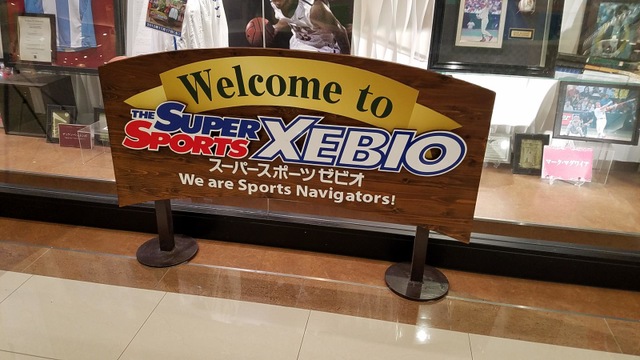 Welcome to
THE SUPER
SPORTS XEBIO
スーパースポーツ ゼビオ
We are Sports Navigators!